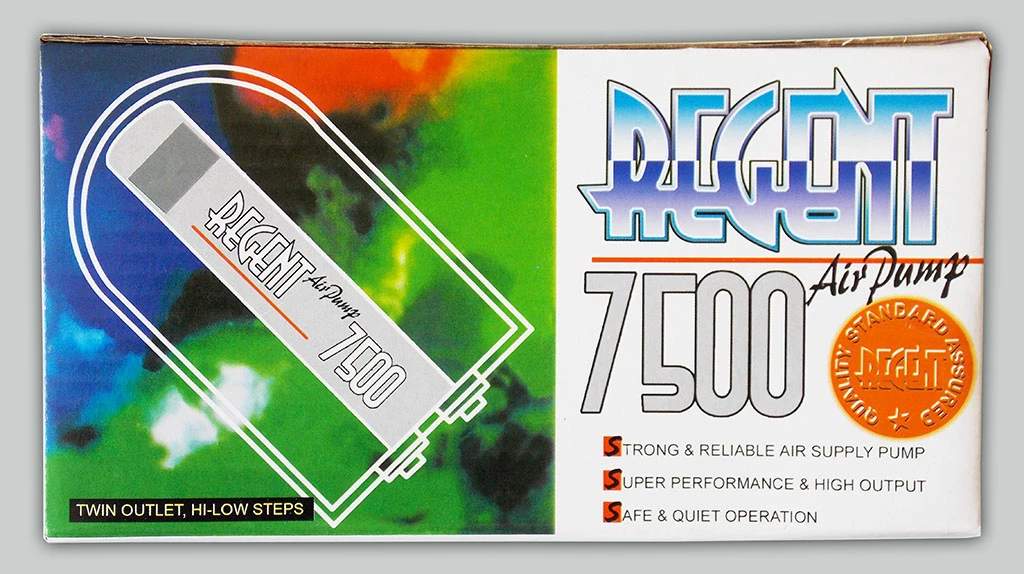 REGENT
Air Pump
7500
TWIN OUTLET, HI-LOW STEPS
REGENT
Air Pump
7500
QUALITY STANDARD ASSURED
REGENT
STRONG & RELIABLE AIR SUPPLY PUMP
SUPER PERFORMANCE & HIGH OUTPUT
SAFE & QUIET OPERATION